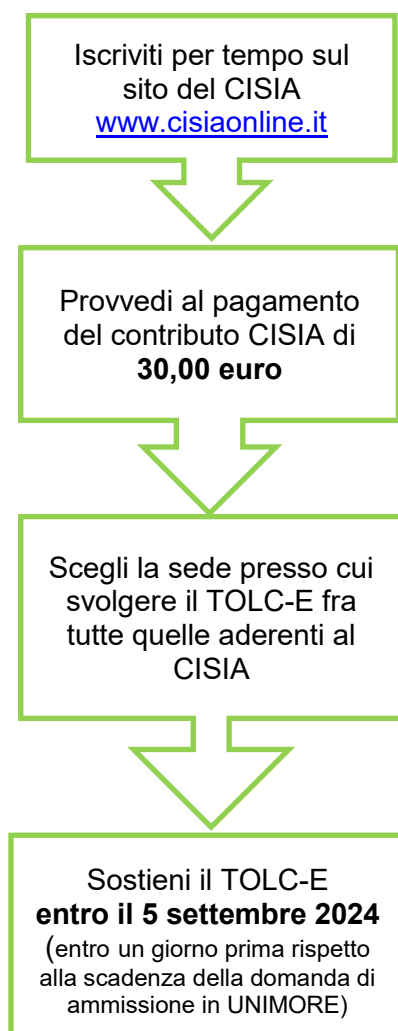 Iscriviti per tempo sul
sito del CISIA
www.cisiaonline.it
Provvedi al pagamento
del contributo CISIA di
30,00 euro
Scegli la sede presso cui
svolgere il TOLC-E fra
tutte quelle aderenti al
CISIA
Sostieni il TOLC-E
entro il 5 settembre 2024
(entro un giorno prima rispetto
alla scadenza della domanda di
ammissione in UNIMORE)